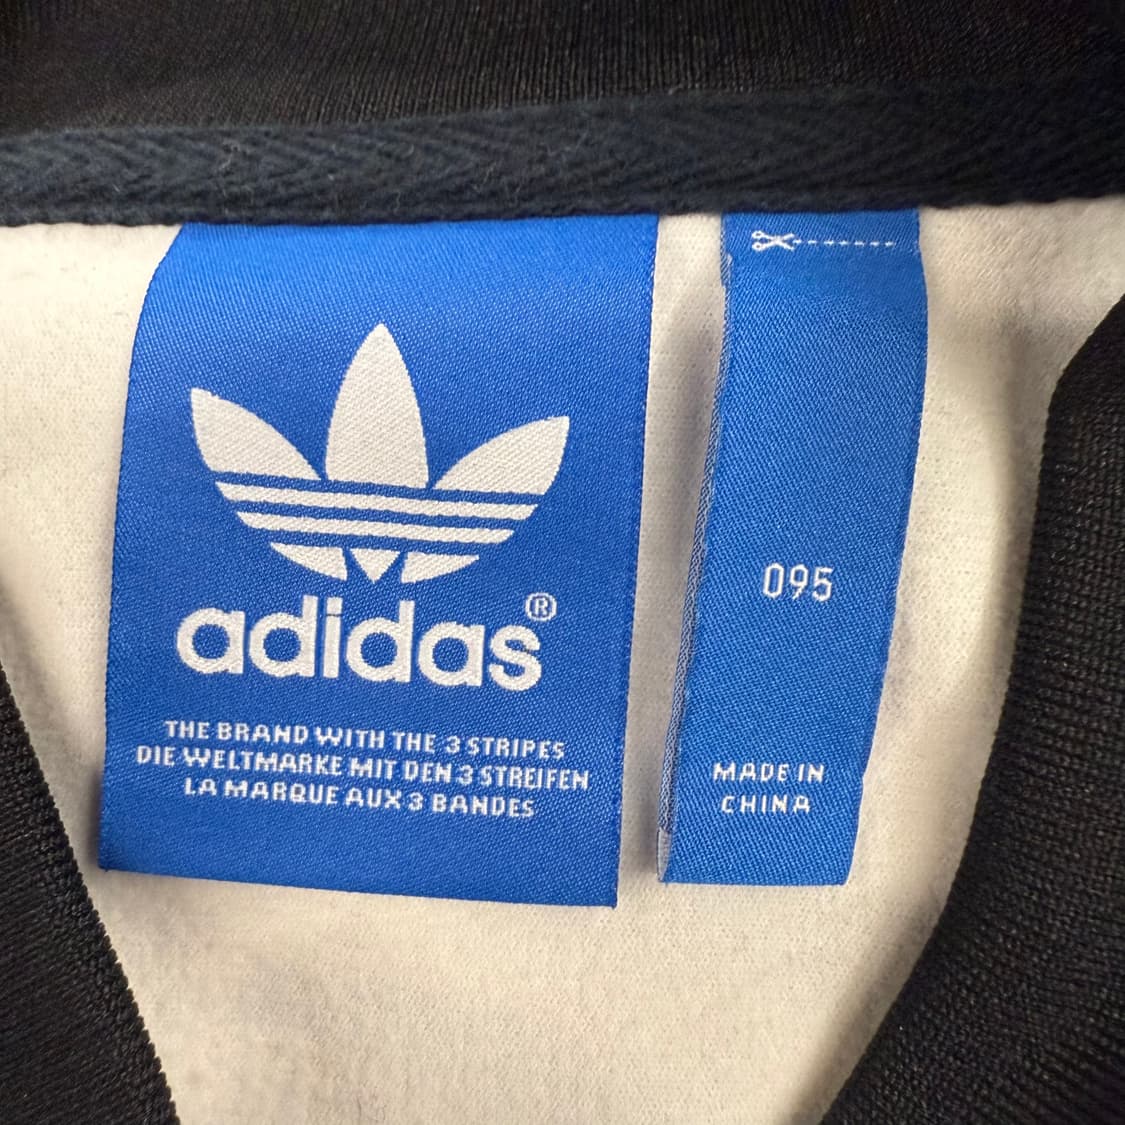 adidas®
THE BRAND WITH THE 3 STRIPES
DIE WELTMARKE MIT DEN 3 STREIFEN
LA MARQUE AUX 3 BANDES
095
MADE IN
CHINA